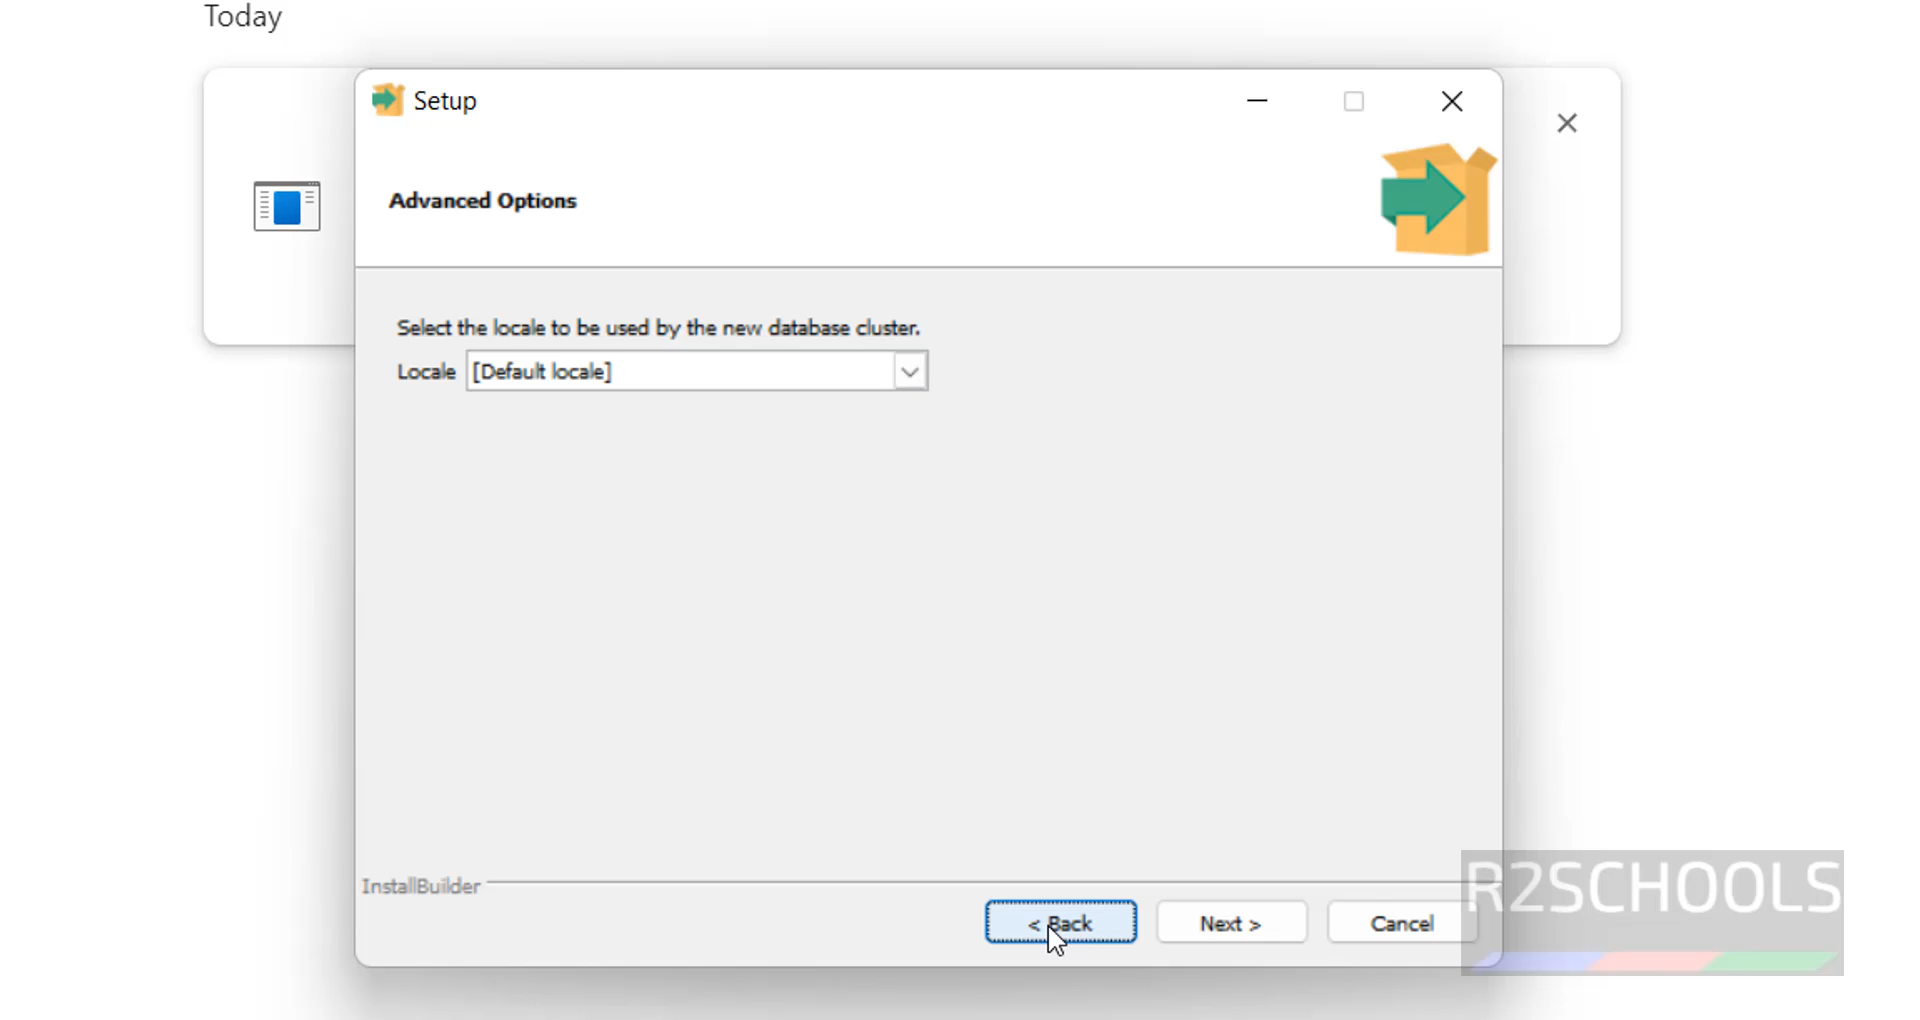 Today
Setup
Advanced Options
Select the locale to be used by the new database cluster.
Locale [Default locale]
InstallBuilder
< Back Next > Cancel
R2SCHOOLS